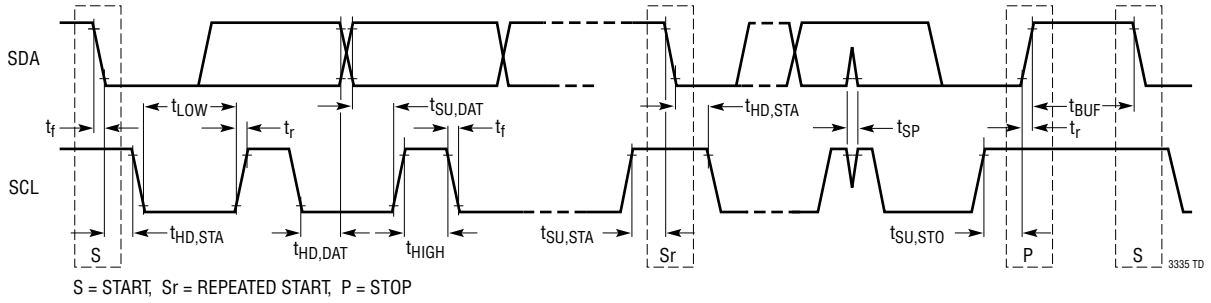 SDA
tLOW
tSU,DAT
tHD,STA
tBUF
tf
tr
tf
tSP
tr
SCL
tHD,STA
tHD,DAT
tHIGH
tSU,STA
tSU,STO
S
Sr
P
S
3335 TD
S = START, Sr = REPEATED START, P = STOP